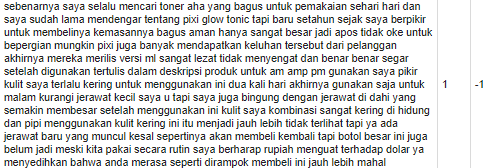 sebenarnya saya selalu mencari toner aha yang bagus untuk pemakaian sehari hari dan
saya sudah lama mendengar tentang pixi glow tonic tapi baru setahun sejak saya berpikir
untuk membelinya kemasannya bagus aman hanya sangat besar jadi apos tidak oke untuk
bepergian mungkin pixi juga banyak mendapatkan keluhan tersebut dari pelanggan
akhirnya mereka merilis versi ml sangat lezat tidak menyengat dan benar benar segar
setelah digunakan tertulis dalam deskripsi produk untuk am amp pm gunakan saya pikir
kulit saya terlalu kering untuk menggunakan ini dua kali hari akhirnya gunakan saja untuk
malam kurangi jerawat kecil saya u tapi saya juga bingung dengan jerawat di dahi yang
semakin membesar setelah menggunakan ini kulit saya kombinasi sangat kering di hidung
dan pipi menggunakan kulit kering ini itu menjadi jauh lebih tidak terlihat tapi ya ada
jerawat baru yang muncul kesal sepertinya akan membeli kembali tapi botol besar ini juga
belum jadi meski kita pakai secara rutin saya berharap rupiah menguat terhadap dolar ya
menyedihkan bahwa anda merasa seperti dirampok membeli ini jauh lebih mahal
1
-1